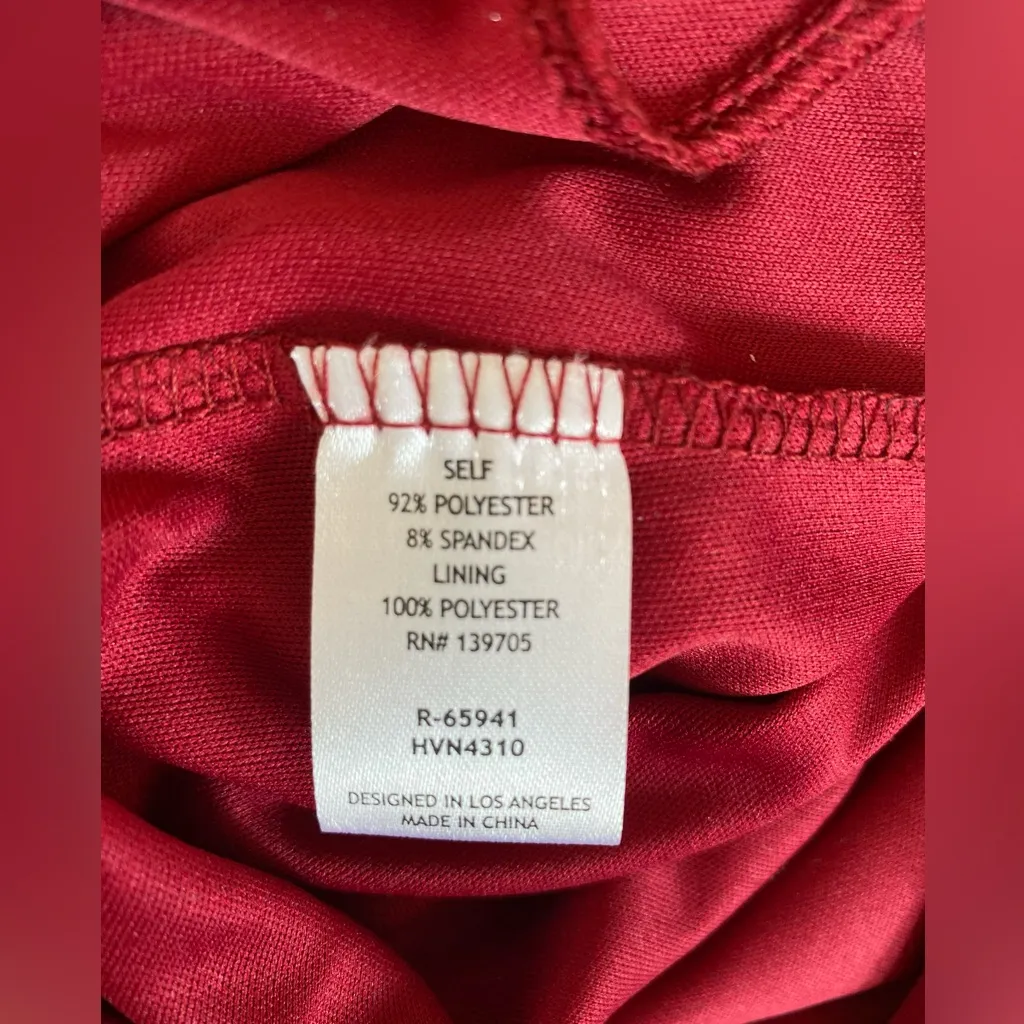 SELF
92% POLYESTER
8% SPANDEX
LINING
100% POLYESTER
RN# 139705
R-65941
HVN4310
DESIGNED IN LOS ANGELES
MADE IN CHINA